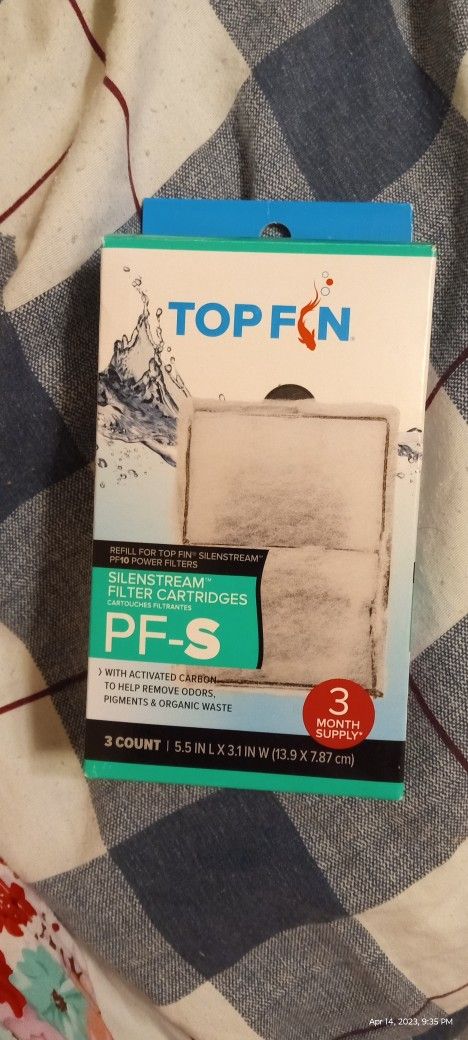 TOP FIN
REFILL FOR TOP FIN® SILENSTREAM™
PF10 POWER FILTERS
SILENSTREAM™
FILTER CARTRIDGES
CARTOUCHES FILTRANTES
PF-S
› WITH ACTIVATED CARBON
TO HELP REMOVE ODORS,
PIGMENTS & ORGANIC WASTE
3
MONTH
SUPPLY*
3 COUNT | 5.5 IN L X 3.1 IN W (13.9 X 7.87 cm)
Apr 14, 2023, 9:35 PM